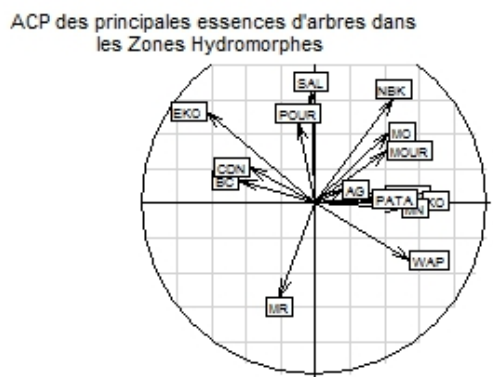 ACP des principales essences d'arbres dans
les Zones Hydromorphes
SAL
NBK
EKO
POUR
MO
MOUR
CDN
BC
AG
PATA
KO
MN
WAP
MR